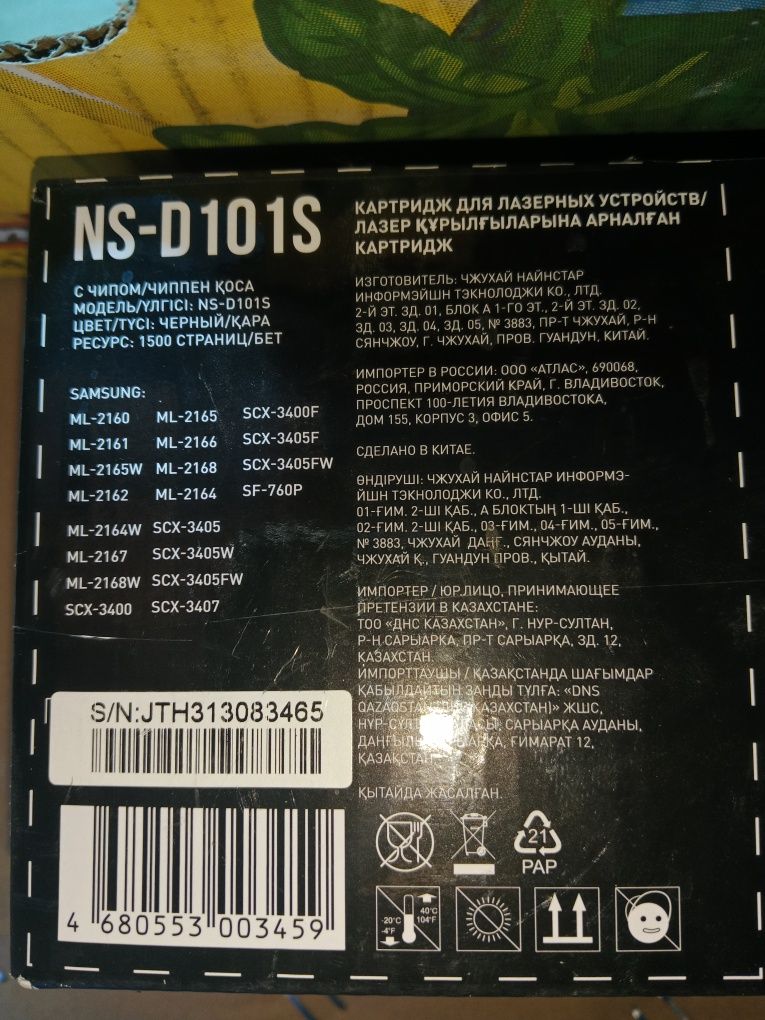 NS-D101S
С ЧИПОМ/ЧИППЕН ҚОСА
МОДЕЛЬ/ҮЛГІСІ: NS-D101S
ЦВЕТ/ТҮСІ: ЧЕРНЫЙ/ҚАРА
РЕСУРС: 1500 СТРАНИЦ/БЕТ
SAMSUNG:
ML-2160 ML-2165 SCX-3400F
ML-2161 ML-2166 SCX-3405F
ML-2165W ML-2168 SCX-3405FW
ML-2162 ML-2164 SF-760P
ML-2164W SCX-3405
ML-2167 SCX-3405W
ML-2168W SCX-3405FW
SCX-3400 SCX-3407
S/N:JTH313083465
4 680553 003459
КАРТРИДЖ ДЛЯ ЛАЗЕРНЫХ УСТРОЙСТВ/
ЛАЗЕР ҚҰРЫЛҒЫЛАРЫНА АРНАЛҒАН
КАРТРИДЖ
ИЗГОТОВИТЕЛЬ: ЧЖУХАЙ НАЙНСТАР
ИНФОРМЭЙШН ТЭКНОЛОДЖИ КО., ЛТД.
2-Й ЭТ. ЗД. 01, БЛОК А 1-ГО ЭТ., 2-Й ЭТ. ЗД. 02,
ЗД. 03, ЗД. 04, ЗД. 05, № 3883, ПР-Т ЧЖУХАЙ, Р-Н
СЯНЧЖОУ, Г. ЧЖУХАЙ, ПРОВ. ГУАНДУН, КИТАЙ.
ИМПОРТЕР В РОССИИ: ООО «АТЛАС», 690068,
РОССИЯ, ПРИМОРСКИЙ КРАЙ, Г. ВЛАДИВОСТОК,
ПРОСПЕКТ 100-ЛЕТИЯ ВЛАДИВОСТОКА,
ДОМ 155, КОРПУС 3, ОФИС 5.
СДЕЛАНО В КИТАЕ.
ӨНДІРУШІ: ЧЖУХАЙ НАЙНСТАР ИНФОРМЭ-
ЙШН ТЭКНОЛОДЖИ КО., ЛТД.
01-ҒИМ. 2-ШІ ҚАБ., А БЛОКТЫҢ 1-ШІ ҚАБ.,
02-ҒИМ. 2-ШІ ҚАБ., 03-ҒИМ., 04-ҒИМ., 05-ҒИМ.,
№ 3883, ЧЖУХАЙ ДАҢҒ., СЯНЧЖОУ АУДАНЫ,
ЧЖУХАЙ Қ., ГУАНДУН ПРОВ., ҚЫТАЙ.
ИМПОРТЕР / ЮР.ЛИЦО, ПРИНИМАЮЩЕЕ
ПРЕТЕНЗИИ В КАЗАХСТАНЕ:
ТОО «ДНС КАЗАХСТАН», Г. НУР-СУЛТАН,
Р-Н САРЫАРКА, ПР-Т САРЫАРКА, ЗД. 12,
КАЗАХСТАН.
ИМПОРТТАУШЫ / ҚАЗАҚСТАНДА ШАҒЫМДАР
ҚАБЫЛДАЙТЫН ЗАНДЫ ТҰЛҒА: «DNS
ЖШС,
САРЫАРҚА АУДАНЫ,
ҒИМАРАТ 12,
ҚАЗАҚСТАН
ҚЫТАЙДА ЖАСАЛҒАН.
21
PAP
-20°C
-4°F
40°C
104°F